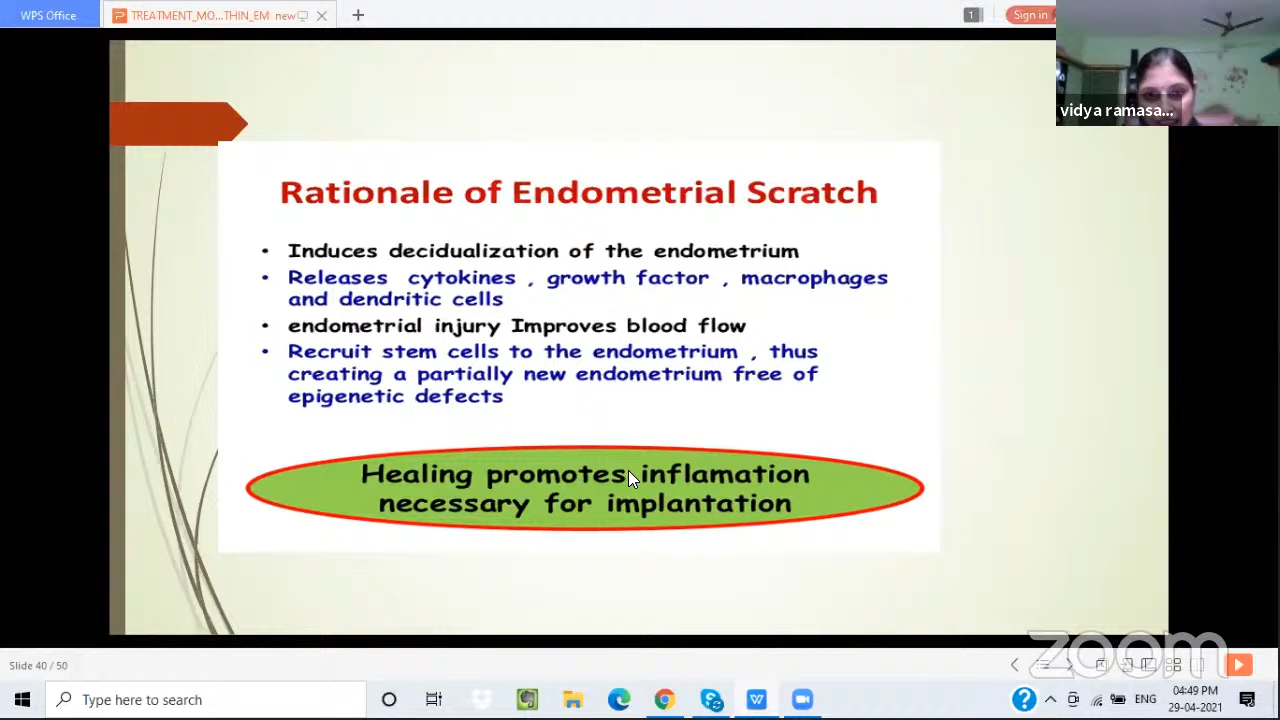 WPS Office
TREATMENT_MO...THIN_EM new
1
Sign in
vidya ramasa...
Rationale of Endometrial Scratch
• Induces decidualization of the endometrium
• Releases cytokines , growth factor , macrophages
and dendritic cells
• endometrial injury Improves blood flow
• Recruit stem cells to the endometrium , thus
creating a partially new endometrium free of
epigenetic defects
Healing promotes inflamation
necessary for implantation
zoom
Slide 40 / 50
Type here to search
ENG
04:49 PM
29-04-2021